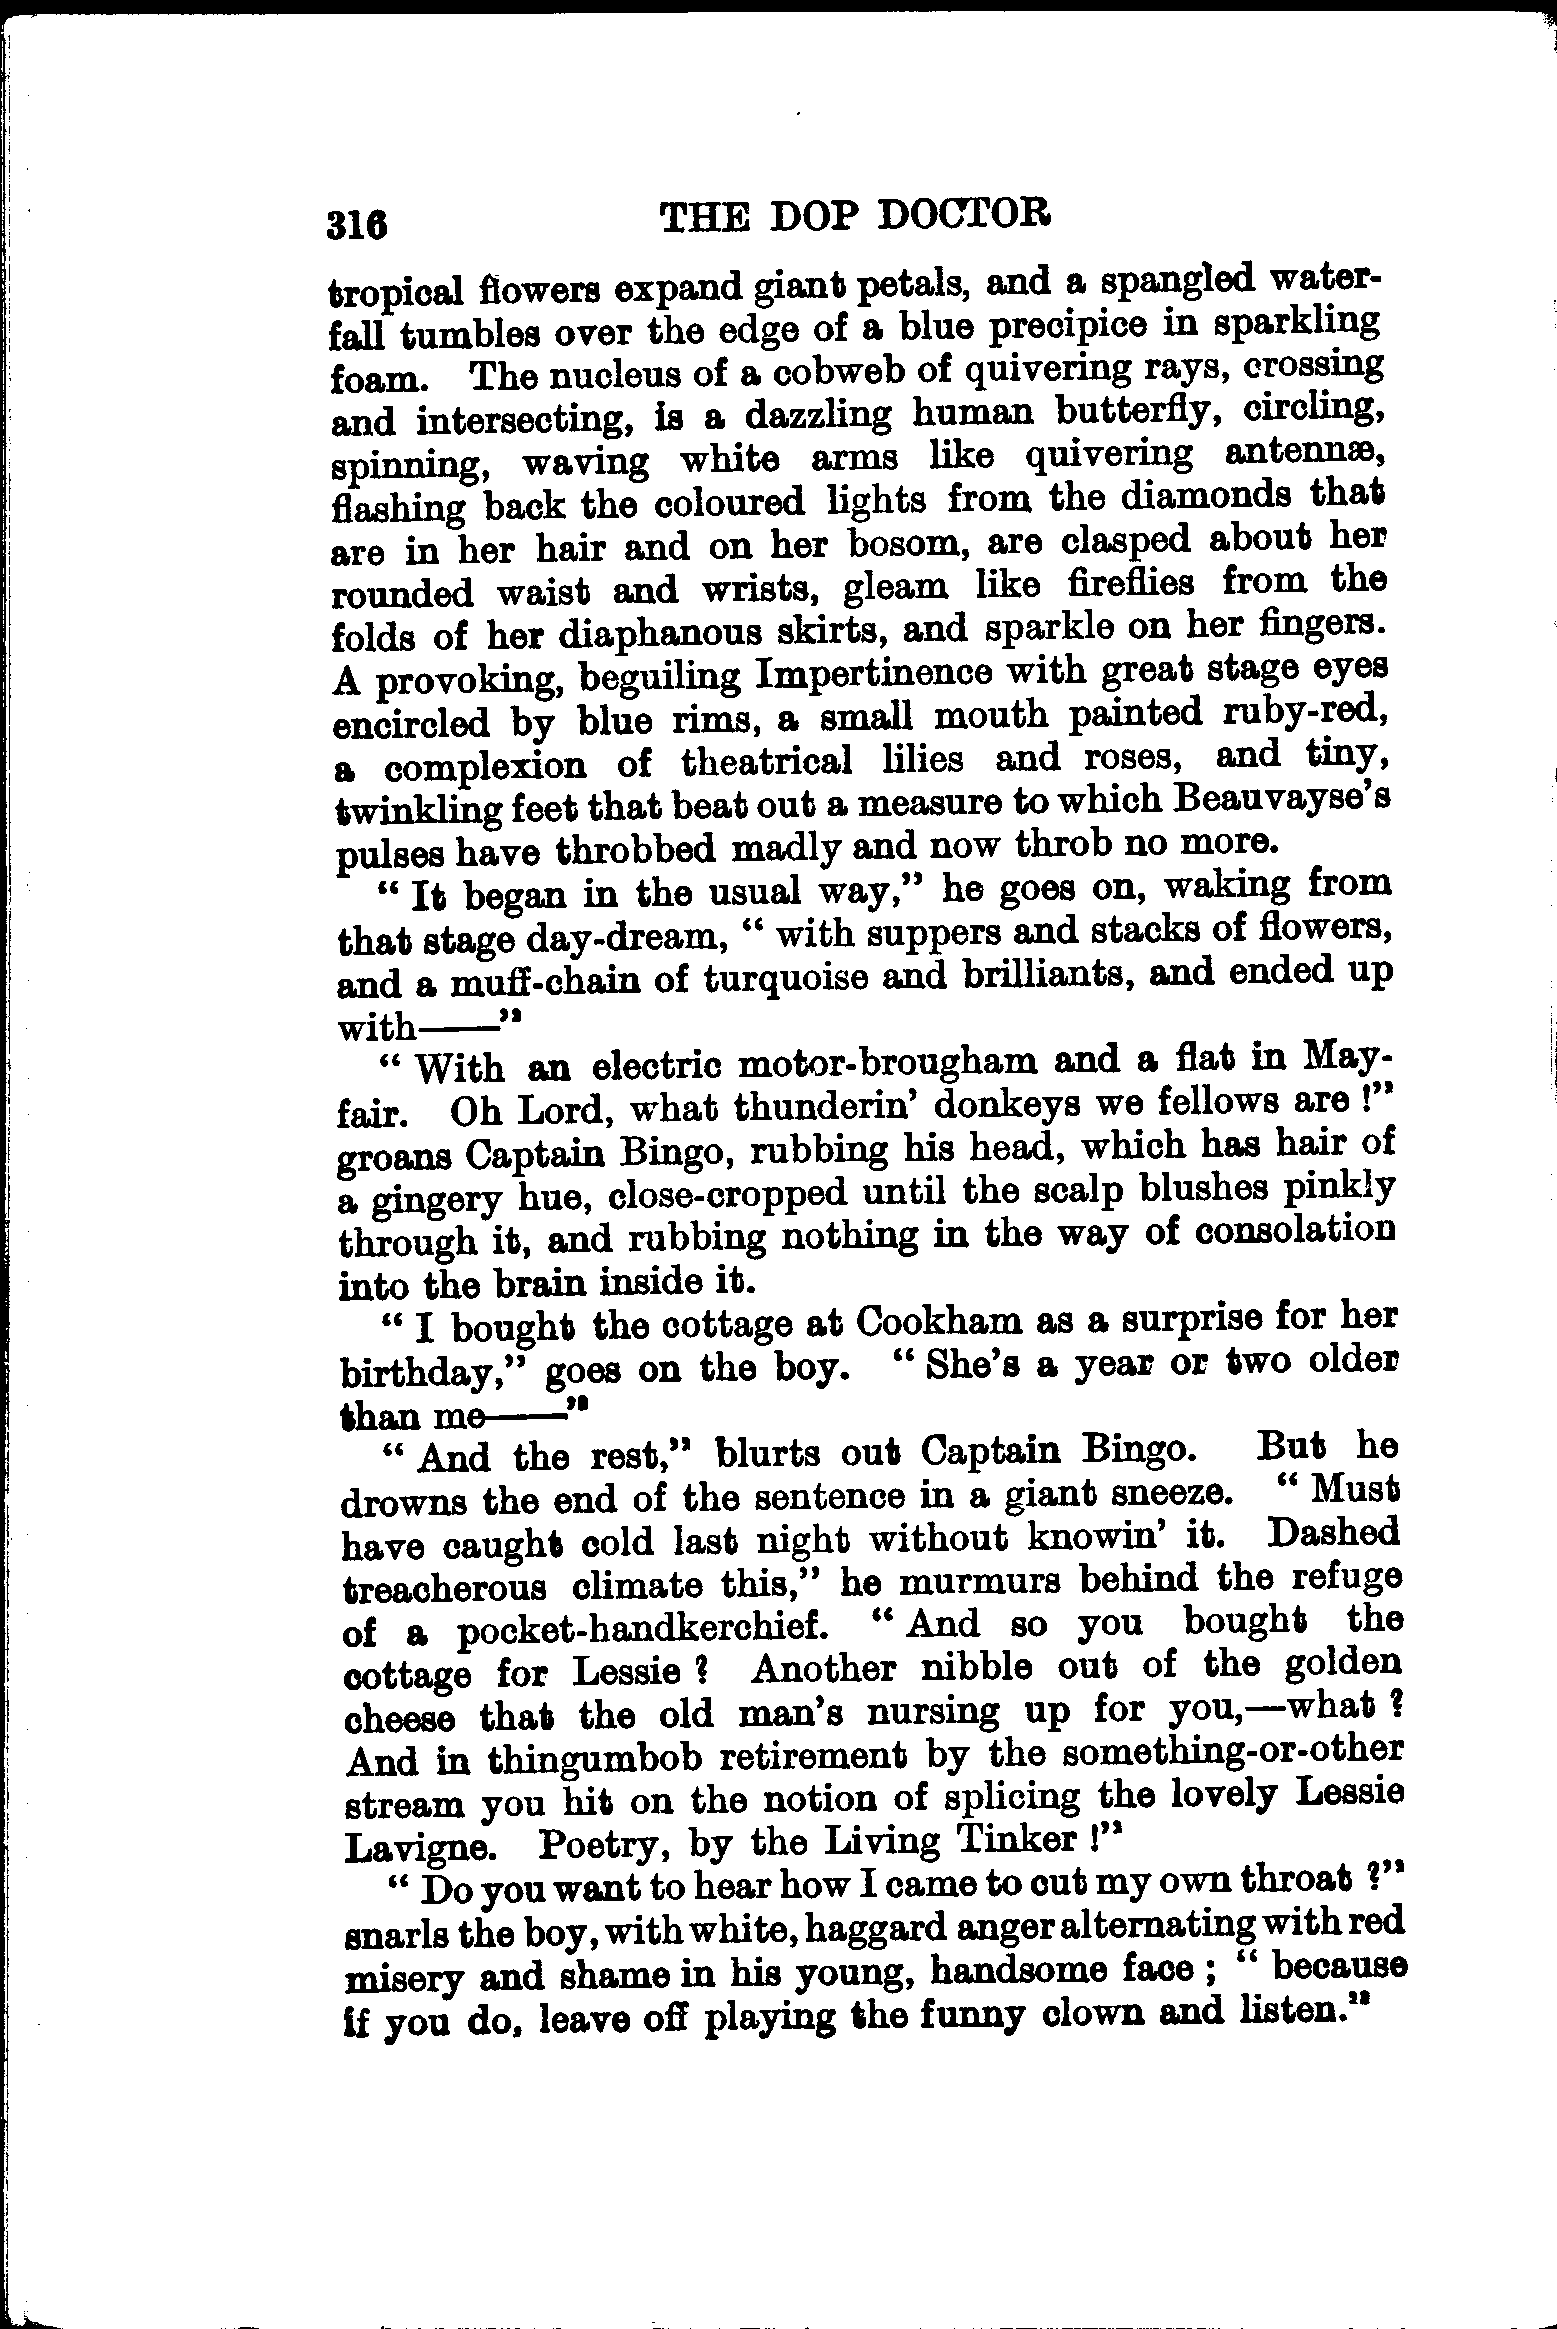 316 THE DOP DOCTOR
tropical flowers expand giant petals, and a spangled water-
fall tumbles over the edge of a blue precipice in sparkling
foam. The nucleus of a cobweb of quivering rays, crossing
and intersecting, is a dazzling human butterfly, circling,
spinning, waving white arms like quivering antennæ,
flashing back the coloured lights from the diamonds that
are in her hair and on her bosom, are clasped about her
rounded waist and wrists, gleam like fireflies from the
folds of her diaphanous skirts, and sparkle on her fingers.
A provoking, beguiling Impertinence with great stage eyes
encircled by blue rims, a small mouth painted ruby-red,
a complexion of theatrical lilies and roses, and tiny,
twinkling feet that beat out a measure to which Beauvayse's
pulses have throbbed madly and now throb no more.
“ It began in the usual way,” he goes on, waking from
that stage day-dream, “ with suppers and stacks of flowers,
and a muff-chain of turquoise and brilliants, and ended up
with——”
“ With an electric motor-brougham and a flat in May-
fair. Oh Lord, what thunderin’ donkeys we fellows are !”
groans Captain Bingo, rubbing his head, which has hair of
a gingery hue, close-cropped until the scalp blushes pinkly
through it, and rubbing nothing in the way of consolation
into the brain inside it.
“ I bought the cottage at Cookham as a surprise for her
birthday,” goes on the boy. “ She’s a year or two older
than me——”
“ And the rest,” blurts out Captain Bingo. But he
drowns the end of the sentence in a giant sneeze. “ Must
have caught cold last night without knowin’ it. Dashed
treacherous climate this,” he murmurs behind the refuge
of a pocket-handkerchief. “ And so you bought the
cottage for Lessie ? Another nibble out of the golden
cheese that the old man’s nursing up for you,—what ?
And in thingumbob retirement by the something-or-other
stream you hit on the notion of splicing the lovely Lessie
Lavigne. Poetry, by the Living Tinker !”
“ Do you want to hear how I came to cut my own throat ?”
snarls the boy, with white, haggard anger alternating with red
misery and shame in his young, handsome face ; “ because
if you do, leave off playing the funny clown and listen.”